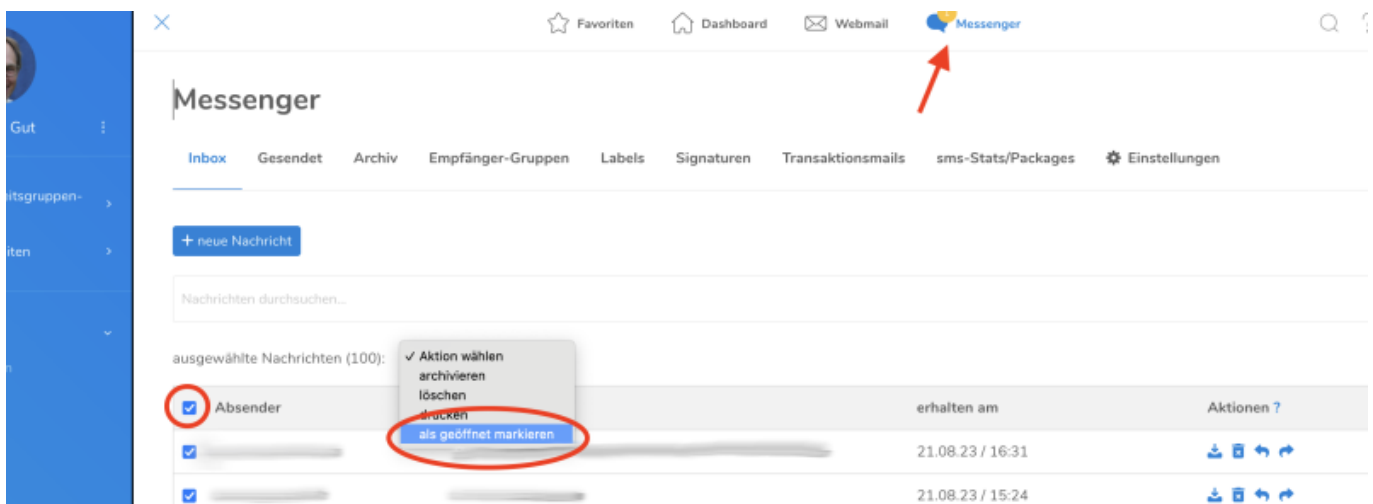 Favoriten Dashboard Webmail Messenger
Messenger
Gut
Inbox Gesendet Archiv Empfänger-Gruppen Labels Signaturen Transaktionsmails sms-Stats/Packages Einstellungen
itsgruppen-
iten
+ neue Nachricht
Nachrichten durchsuchen...
ausgewählte Nachrichten (100):
✓ Aktion wählen
archivieren
löschen
drucken
als geöffnet markieren
Absender erhalten am Aktionen ?
21.08.23 / 16:31
21.08.23 / 15:24